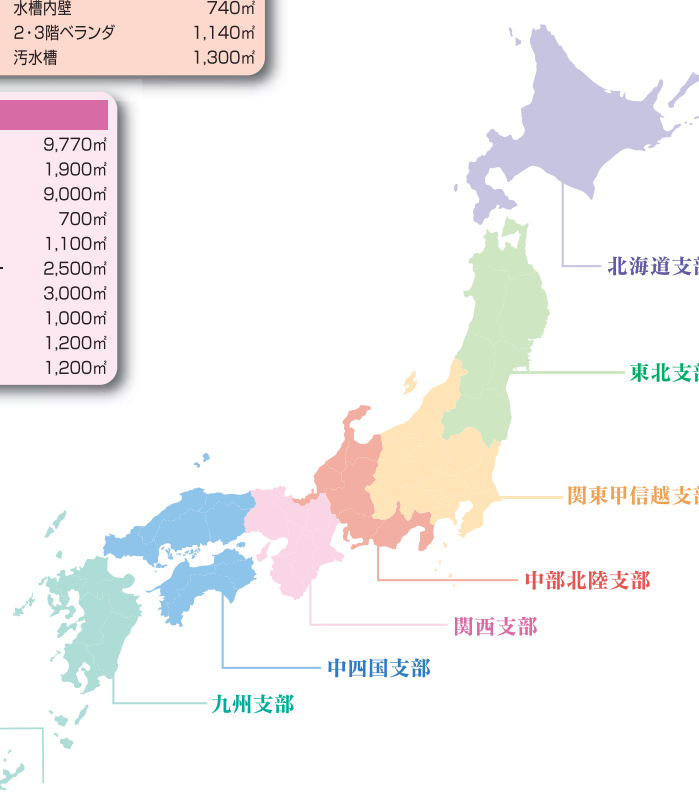 水槽内壁 740㎡
2・3階ベランダ 1,140㎡
汚水槽 1,300㎡
9,770㎡
1,900㎡
9,000㎡
700㎡
1,100㎡
2,500㎡
3,000㎡
1,000㎡
1,200㎡
1,200㎡
北海道支部
東北支部
関東甲信越支部
中部北陸支部
関西支部
中四国支部
九州支部